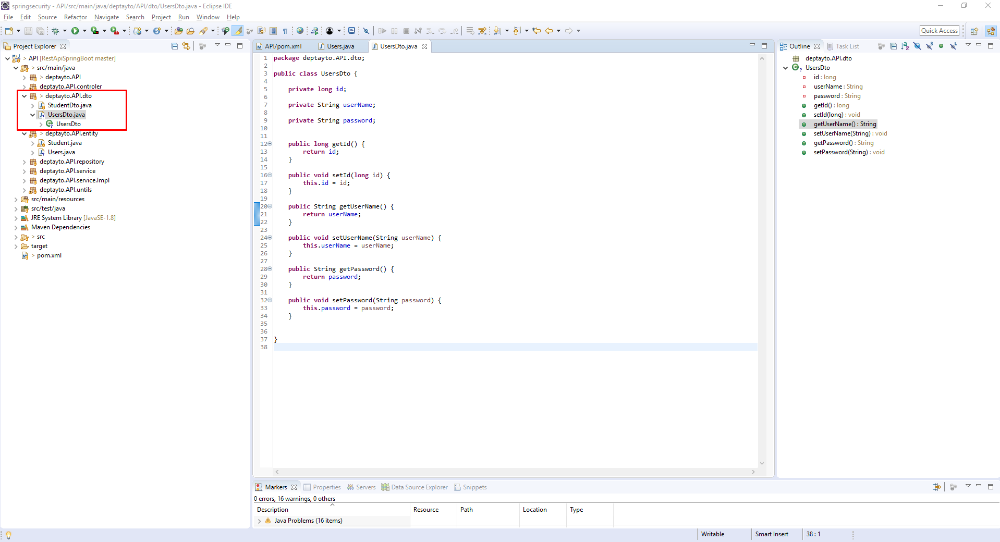 springsecurity - API/src/main/java/deptayto/API/dto/UsersDto.java - Eclipse IDE
File Edit Source Refactor Navigate Search Project Run Window Help
Quick Access
Project Explorer
> API [RestApiSpringBoot master]
> src/main/java
> deptayto.API
deptayto.API.controler
> deptayto.API.dto
StudentDto.java
UsersDto.java
UsersDto
> deptayto.API.entity
Student.java
Users.java
deptayto.API.repository
deptayto.API.service
deptayto.API.service.Impl
deptayto.API.untils
src/main/resources
src/test/java
JRE System Library [JavaSE-1.8]
Maven Dependencies
> src
target
> pom.xml
API/pom.xml Users.java UsersDto.java
1 package deptayto.API.dto;
2
3 public class UsersDto {
4
5 private long id;
6
7 private String userName;
8
9 private String password;
10
11
12 public long getId() {
13 return id;
14 }
15
16 public void setId(long id) {
17 this.id = id;
18 }
19
20 public String getUserName() {
21 return userName;
22 }
23
24 public void setUserName(String userName) {
25 this.userName = userName;
26 }
27
28 public String getPassword() {
29 return password;
30 }
31
32 public void setPassword(String password) {
33 this.password = password;
34 }
35
36
37 }
38
Outline Task List
deptayto.API.dto
UsersDto
id : long
userName : String
password : String
getId() : long
setId(long) : void
getUserName() : String
setUserName(String) : void
getPassword() : String
setPassword(String) : void
Markers Properties Servers Data Source Explorer Snippets
0 errors, 16 warnings, 0 others
Description Resource Path Location Type
Java Problems (16 items)
Writable Smart Insert 38 : 1